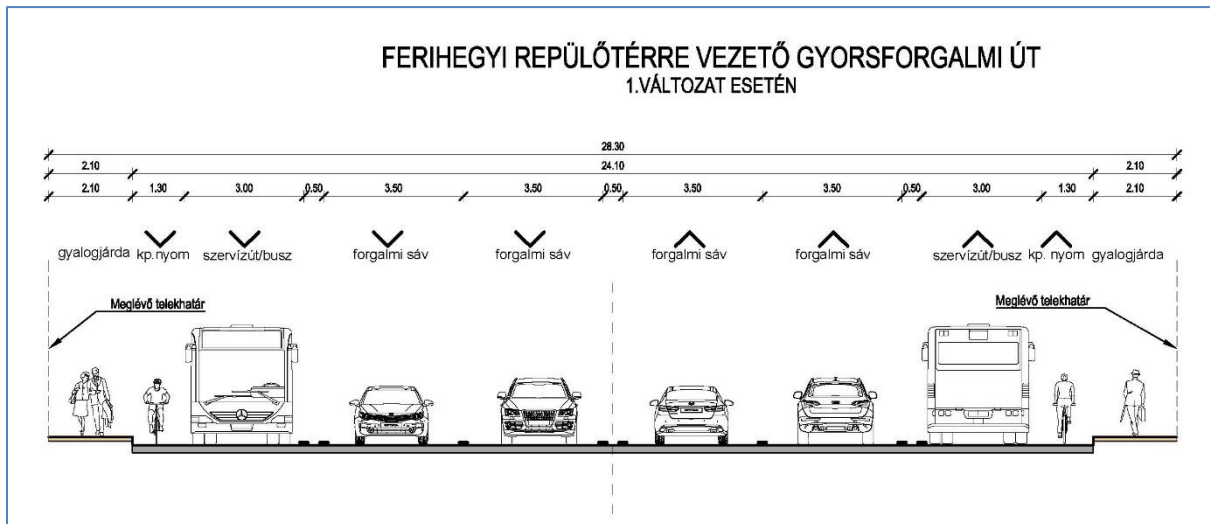 FERIHEGYI REPÜLŐTÉRRE VEZETŐ GYORSFORGALMI ÚT
1.VÁLTOZAT ESETÉN
28.30
2.10 24.10 2.10
2.10 1.30 3.00 0.50 3.50 3.50 0.50 3.50 3.50 0.50 3.00 1.30 2.10
gyalogjárda kp.nyom szervízút/busz forgalmi sáv forgalmi sáv forgalmi sáv forgalmi sáv szervízút/busz kp. nyom gyalogjárda
Meglévő telekhatár Meglévő telekhatár